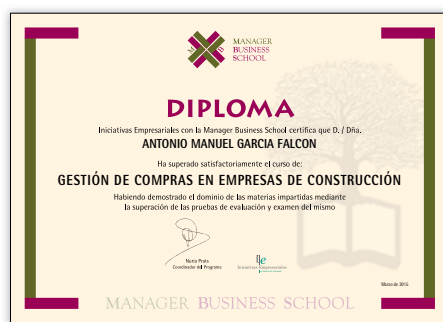 M B
MANAGER
BUSINESS
SCHOOL
DIPLOMA
Iniciativas Empresariales con la Manager Business School certifica que D. / Dña.
ANTONIO MANUEL GARCIA FALCON
Ha superado satisfactoriamente el curso de:
GESTIÓN DE COMPRAS EN EMPRESAS DE CONSTRUCCIÓN
Habiendo demostrado el dominio de las materias impartidas mediante
la superación de las pruebas de evaluación y examen del mismo
Nuria Prats
Coordinador del Programa
Iniciativas Empresariales
Marzo de 2015
MANAGER BUSINESS SCHOOL